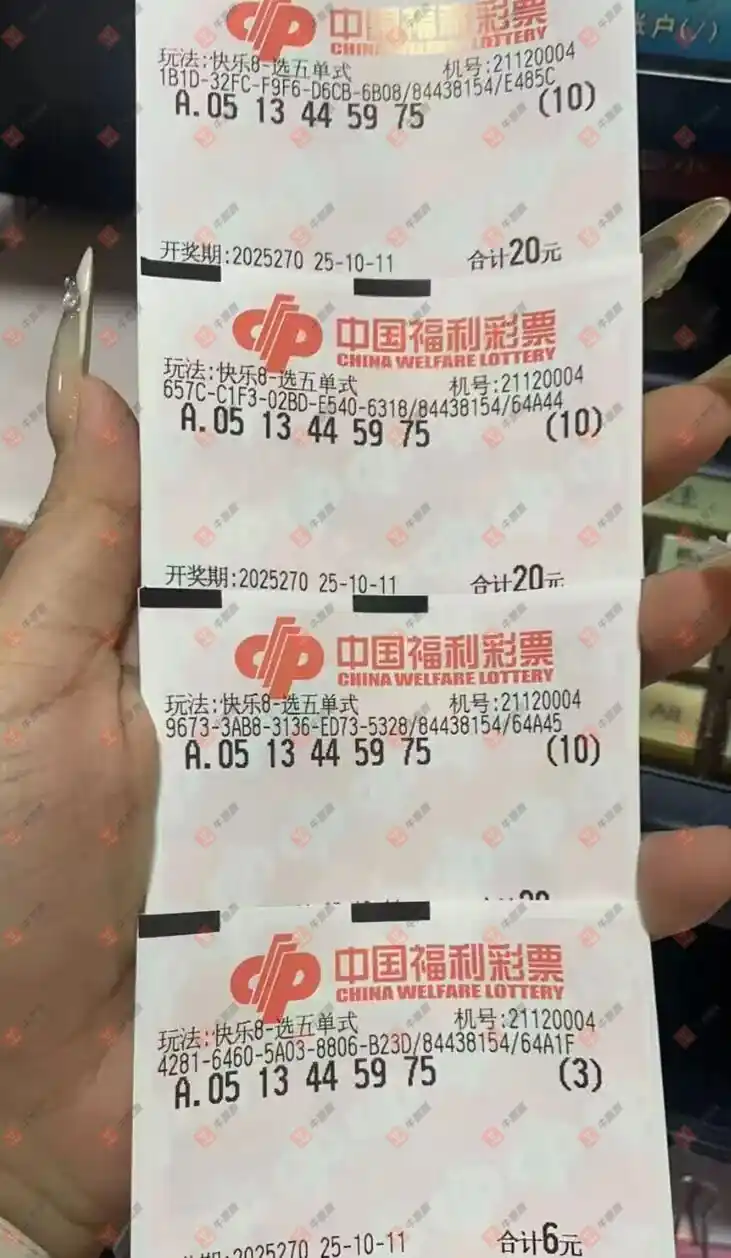 账户(/)
中国福利彩票
CHINA WELFARE LOTTERY
玩法:快乐8-选五单式 机号:21120004
1B1D-32FC-F9F6-D6CB-6B08/84438154/E485C
A.05 13 44 59 75 (10)
开奖期:2025270 25-10-11 合计20元
中国福利彩票
CHINA WELFARE LOTTERY
玩法:快乐8-选五单式 机号:21120004
657C-C1F3-02BD-E540-6318/84438154/64A44
A.05 13 44 59 75 (10)
开奖期:2025270 25-10-11 合计20元
中国福利彩票
CHINA WELFARE LOTTERY
玩法:快乐8-选五单式 机号:21120004
9673-3AB8-3136-ED73-5328/84438154/64A45
A.05 13 44 59 75 (10)
中国福利彩票
CHINA WELFARE LOTTERY
玩法:快乐8-选五单式 机号:21120004
4281-6460-5A03-8806-B23D/84438154/64A1F
A.05 13 44 59 75 (3)
期:2025270 25-10-11 合计6元